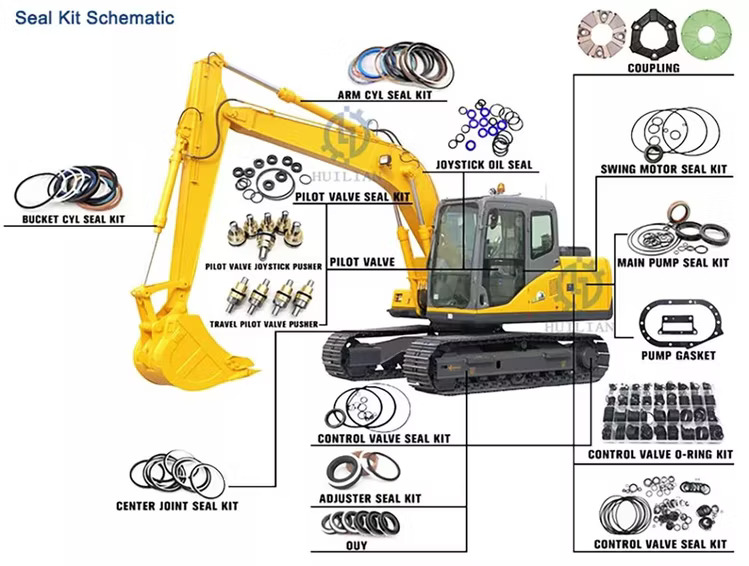 Seal Kit Schematic
COUPLING
ARM CYL SEAL KIT
JOYSTICK OIL SEAL
SWING MOTOR SEAL KIT
HUILIAN
PILOT VALVE SEAL KIT
BUCKET CYL SEAL KIT
PILOT VALVE JOYSTICK PUSHER
PILOT VALVE
MAIN PUMP SEAL KIT
TRAVEL PILOT VALVE PUSHER
HUILIAN
PUMP GASKET
CONTROL VALVE SEAL KIT
CONTROL VALVE O-RING KIT
ADJUSTER SEAL KIT
CENTER JOINT SEAL KIT
OUY
CONTROL VALVE SEAL KIT